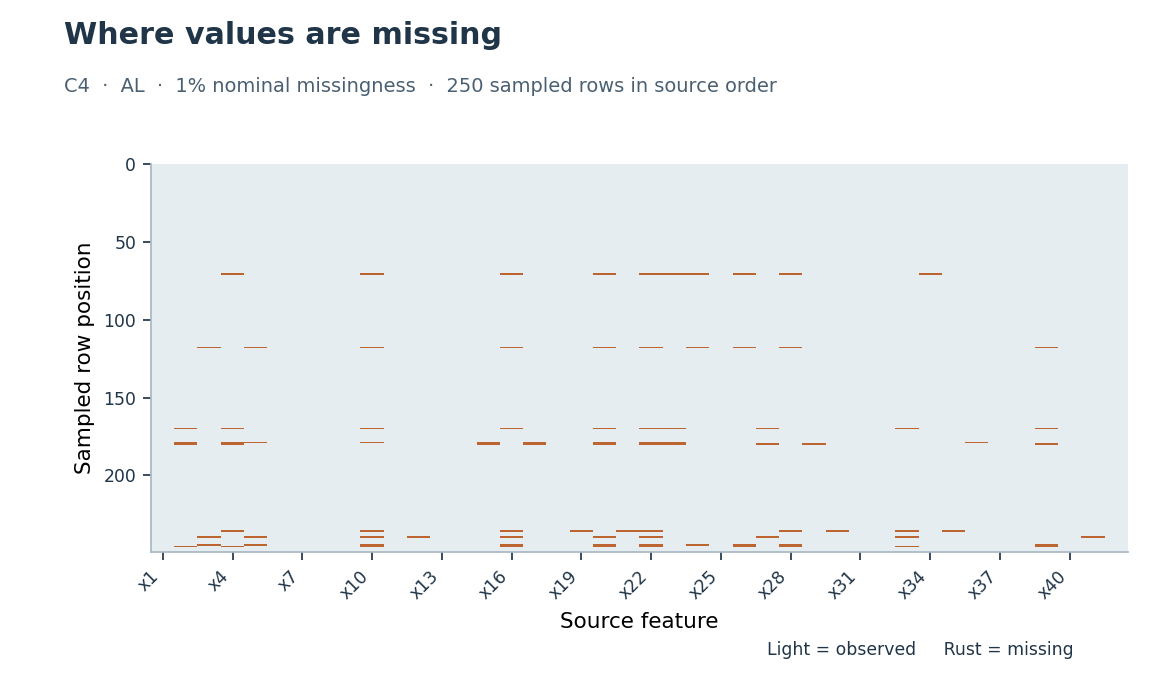 Where values are missing
C4 · AL · 1% nominal missingness · 250 sampled rows in source order
0
50
100
150
200
Sampled row position
x1 x4 x7 x10 x13 x16 x19 x22 x25 x28 x31 x34 x37 x40
Source feature
Light = observed Rust = missing